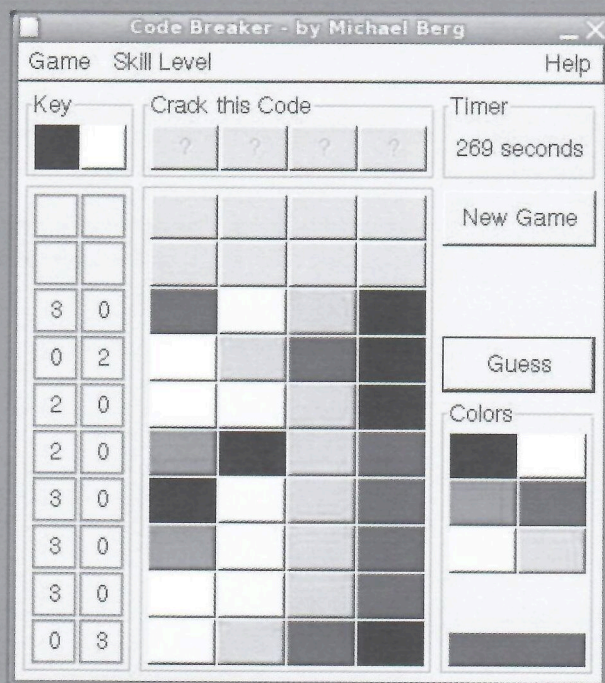 Code Breaker - by Michael Berg
Game Skill Level Help
Key Crack this Code Timer
? ? ? ? 269 seconds
New Game
3 0
0 2
Guess
2 0
Colors
2 0
3 0
3 0
3 0
0 3